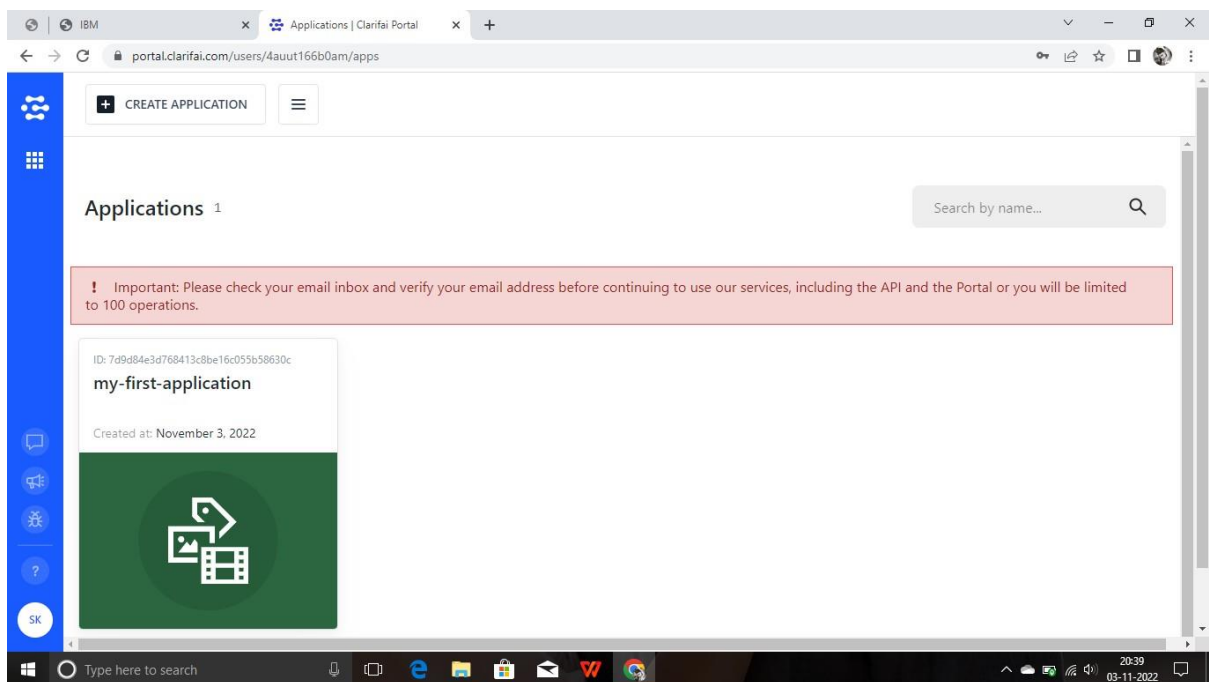 IBM
Applications | Clarifai Portal
portal.clarifai.com/users/4auut166b0am/apps
CREATE APPLICATION
Applications 1
Search by name...
! Important: Please check your email inbox and verify your email address before continuing to use our services, including the API and the Portal or you will be limited
to 100 operations.
ID: 7d9d84e3d768413c8be16c055b58630c
my-first-application
Created at: November 3, 2022
?
SK
Type here to search
20:39
03-11-2022